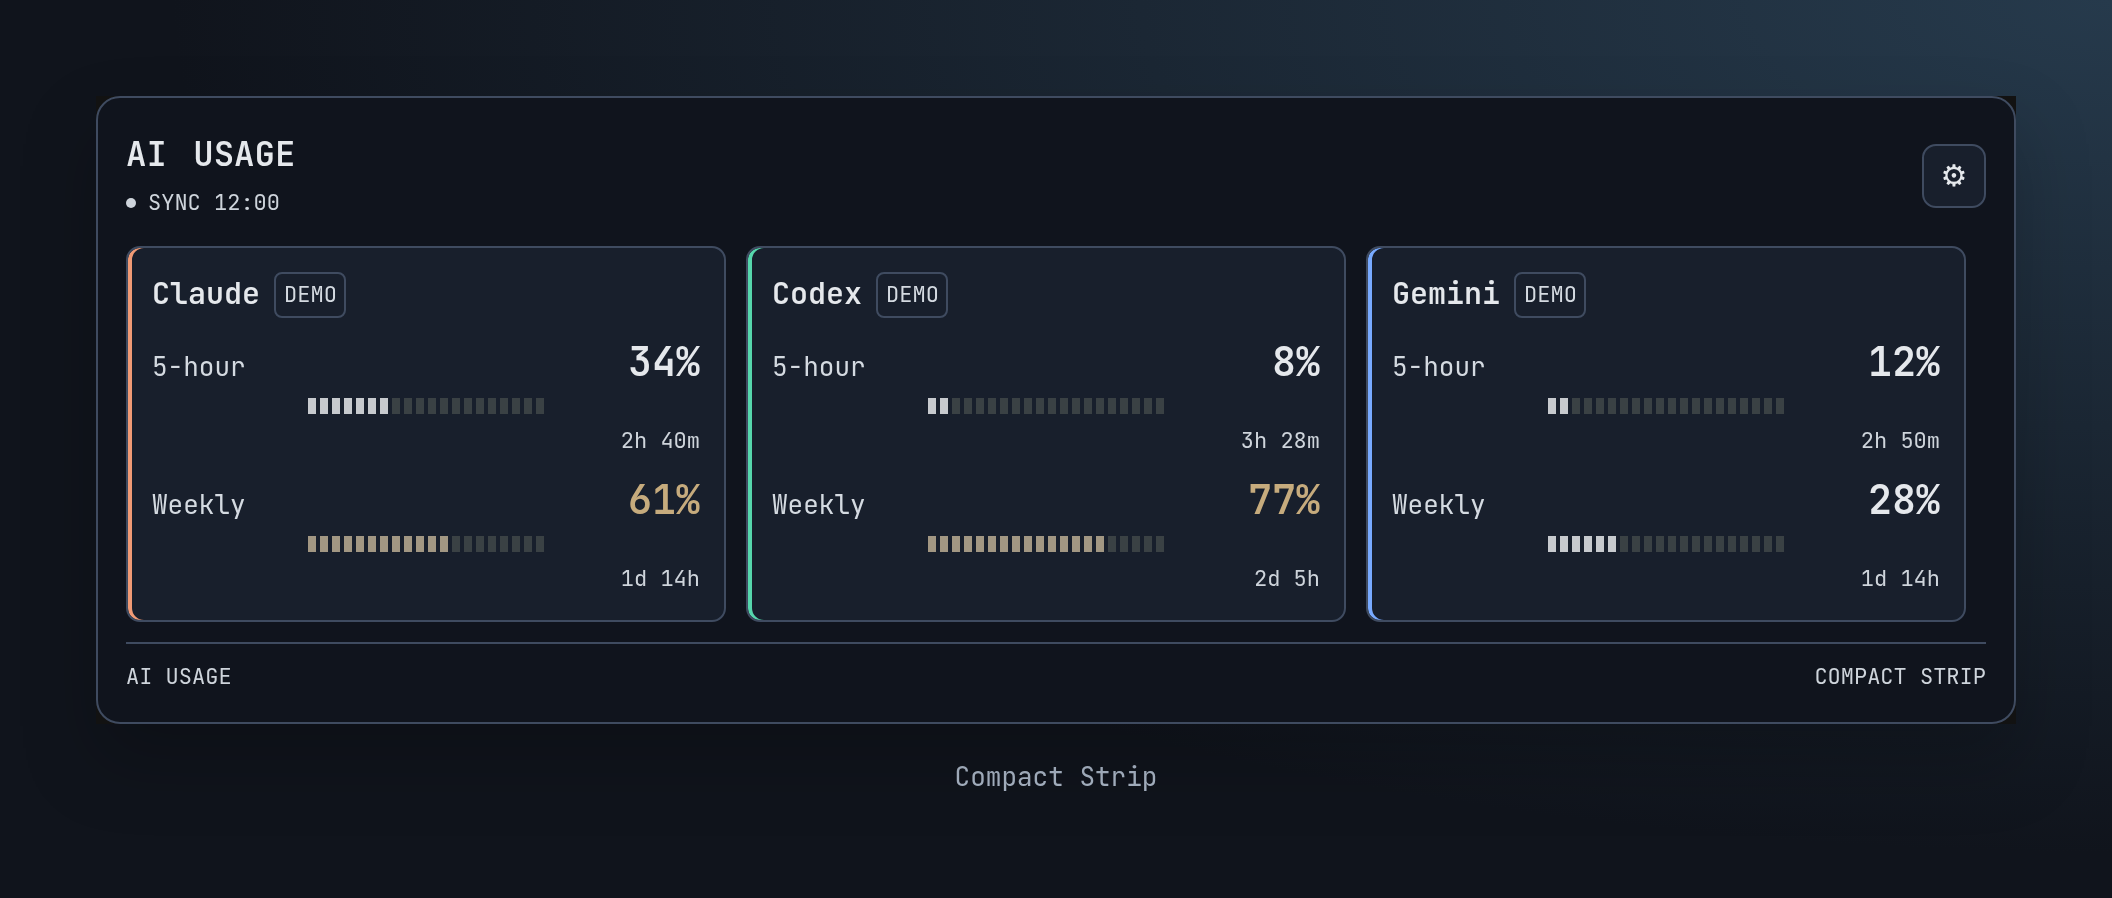 AI USAGE
SYNC 12:00
Claude DEMO
5-hour 34%
2h 40m
Weekly 61%
1d 14h
Codex DEMO
5-hour 8%
3h 28m
Weekly 77%
2d 5h
Gemini DEMO
5-hour 12%
2h 50m
Weekly 28%
1d 14h
AI USAGE COMPACT STRIP
Compact Strip